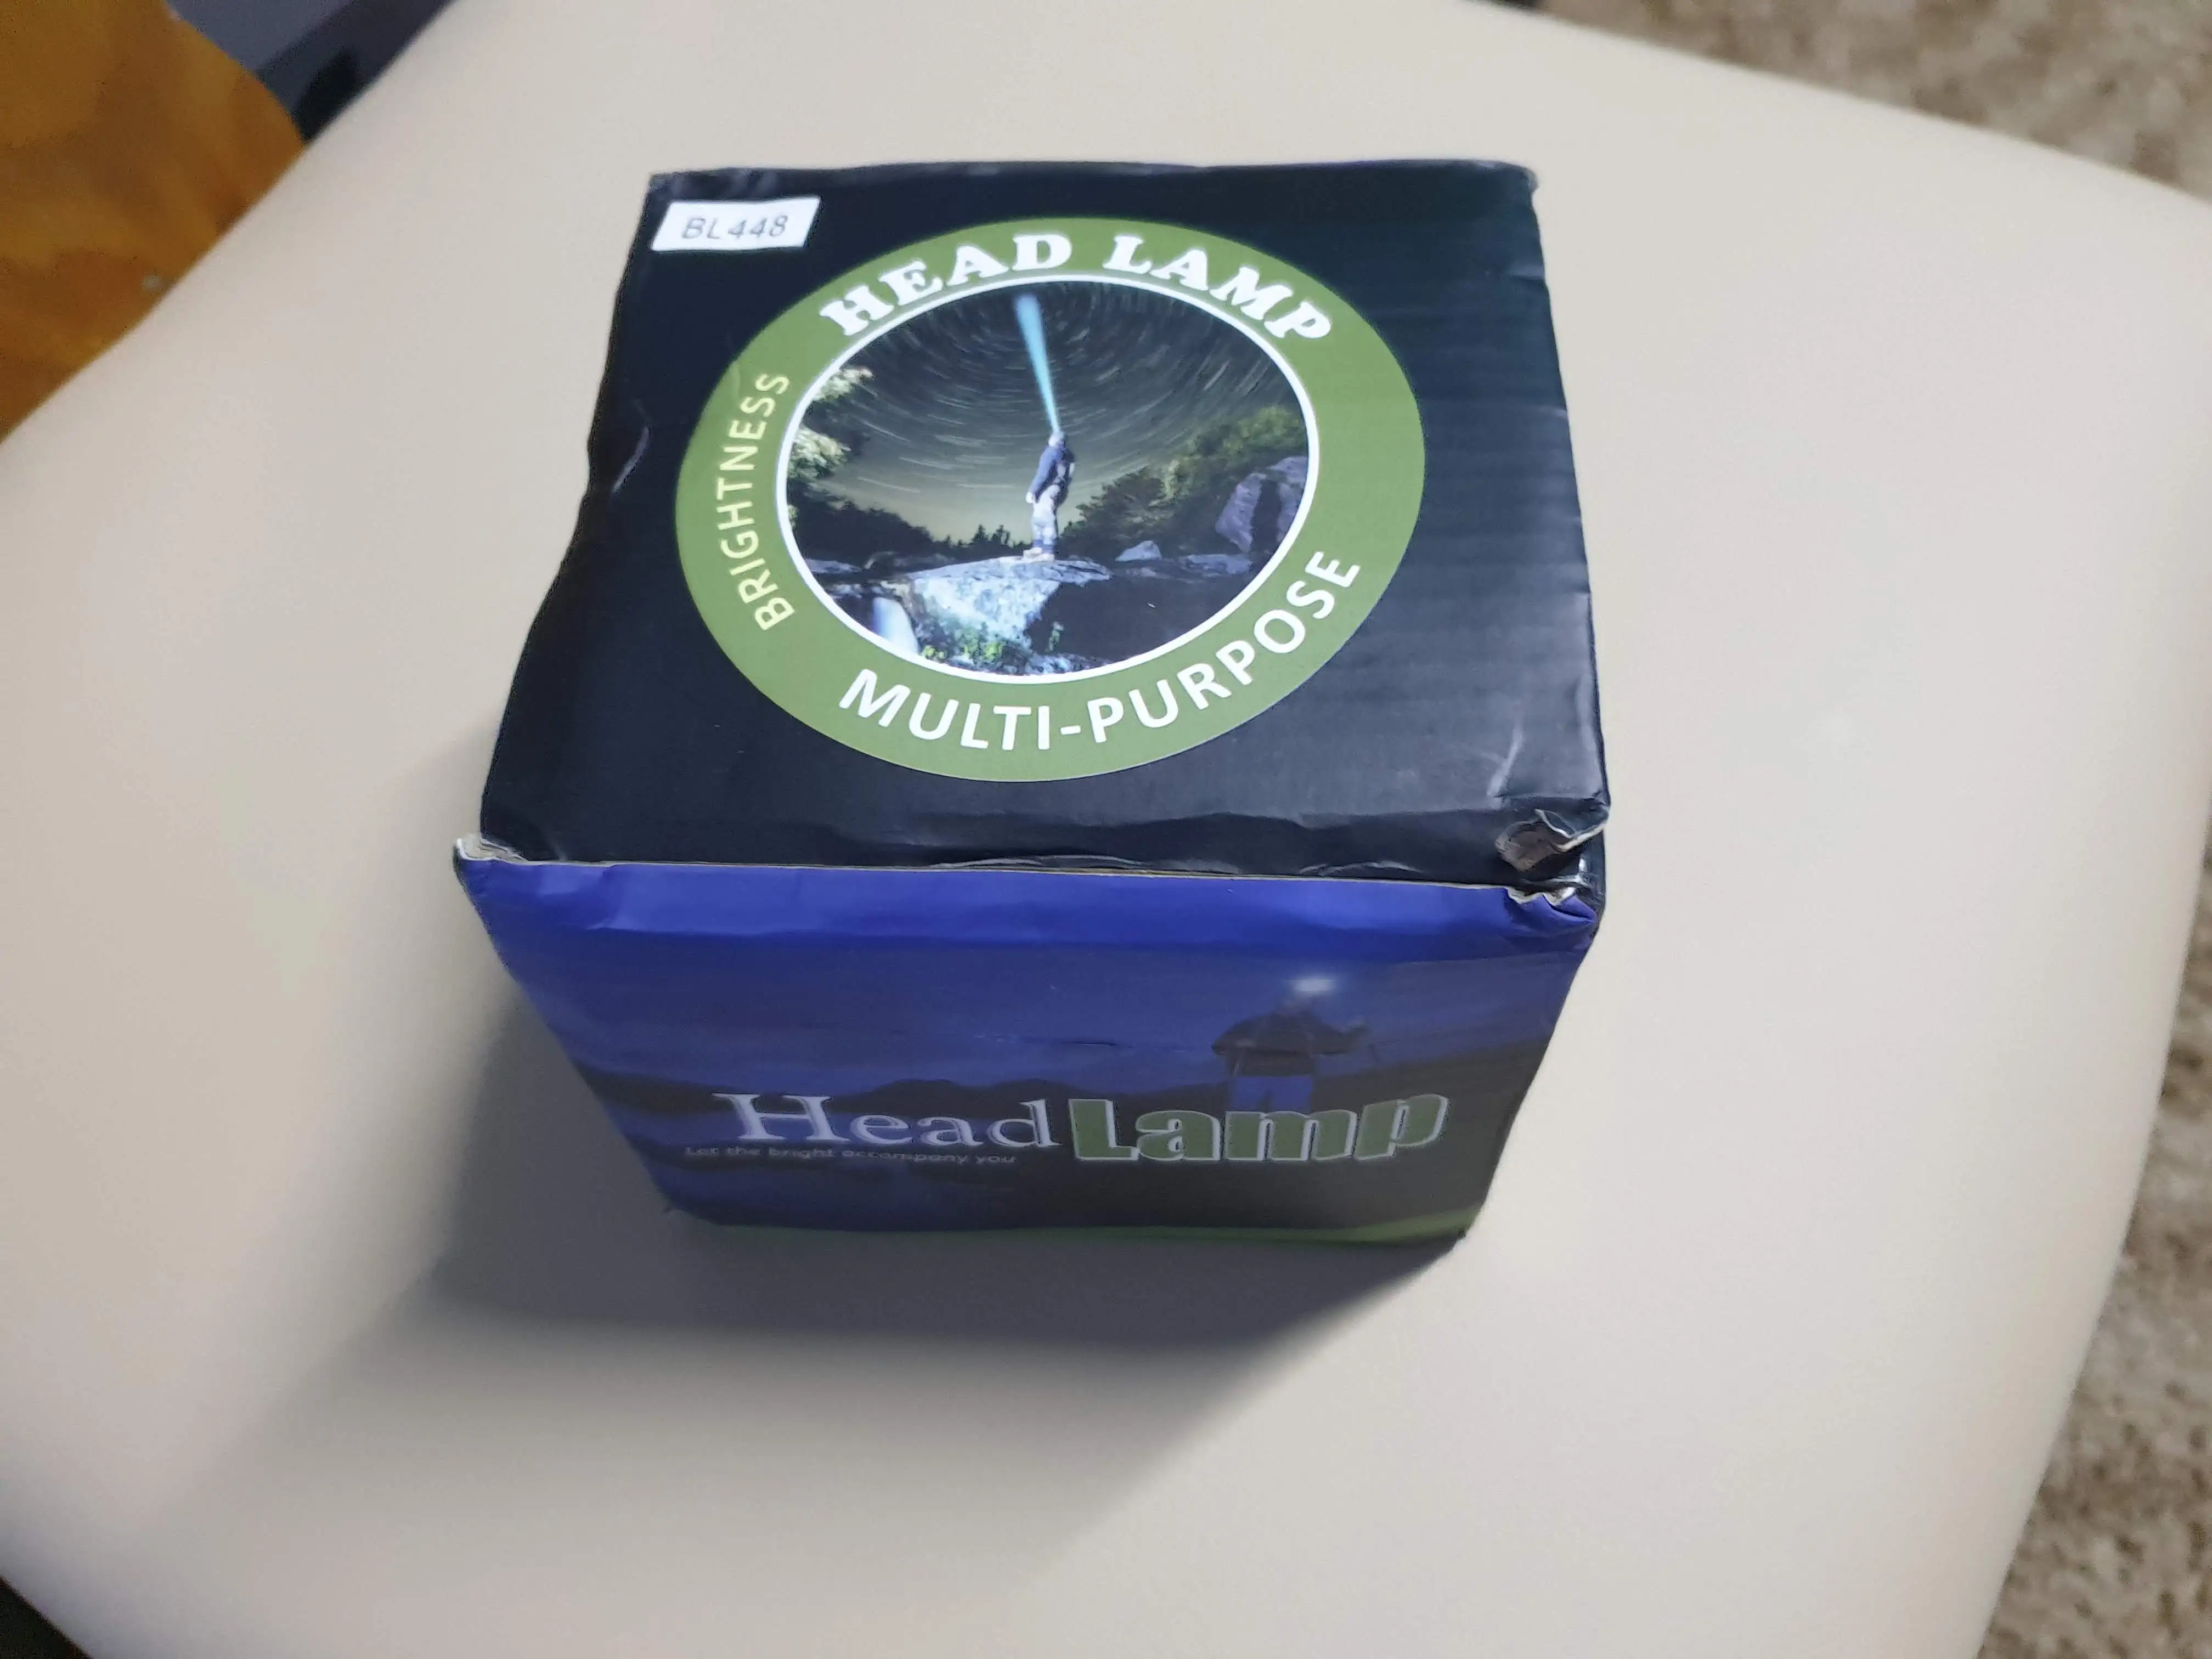 BL448
HEAD LAMP
BRIGHTNESS
MULTI-PURPOSE
Head Lamp
Let the bright accompany you